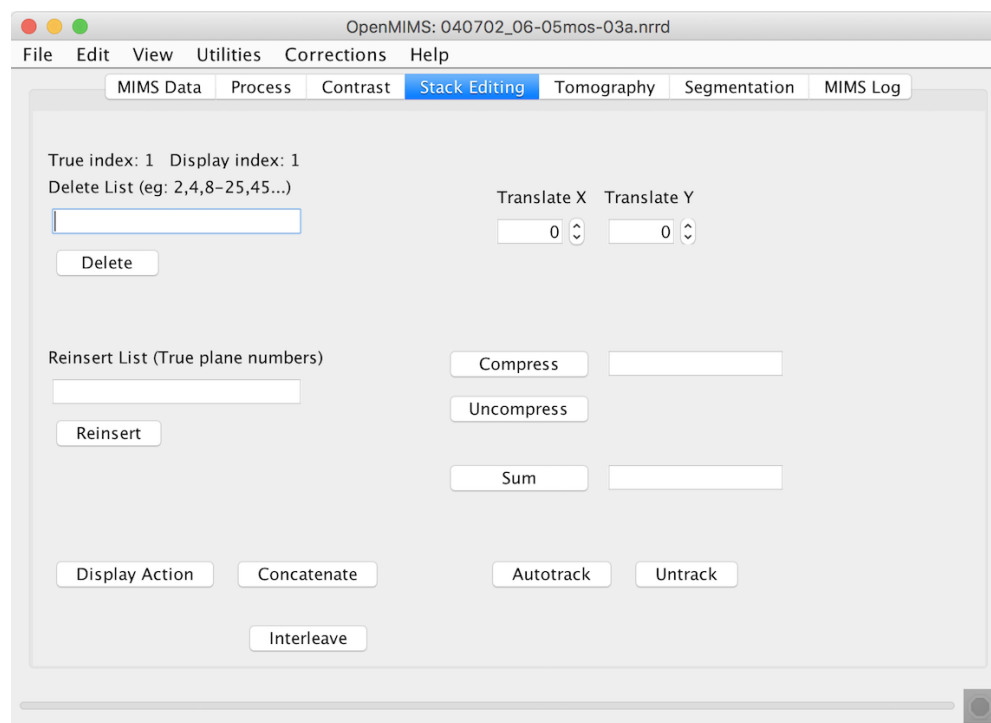 OpenMIMS: 040702_06-05mos-03a.nrrd
File Edit View Utilities Corrections Help
MIMS Data Process Contrast Stack Editing Tomography Segmentation MIMS Log
True index: 1 Display index: 1
Delete List (eg: 2,4,8-25,45...)
Translate X Translate Y
0 0
Delete
Reinsert List (True plane numbers)
Compress
Uncompress
Reinsert
Sum
Display Action Concatenate Autotrack Untrack
Interleave